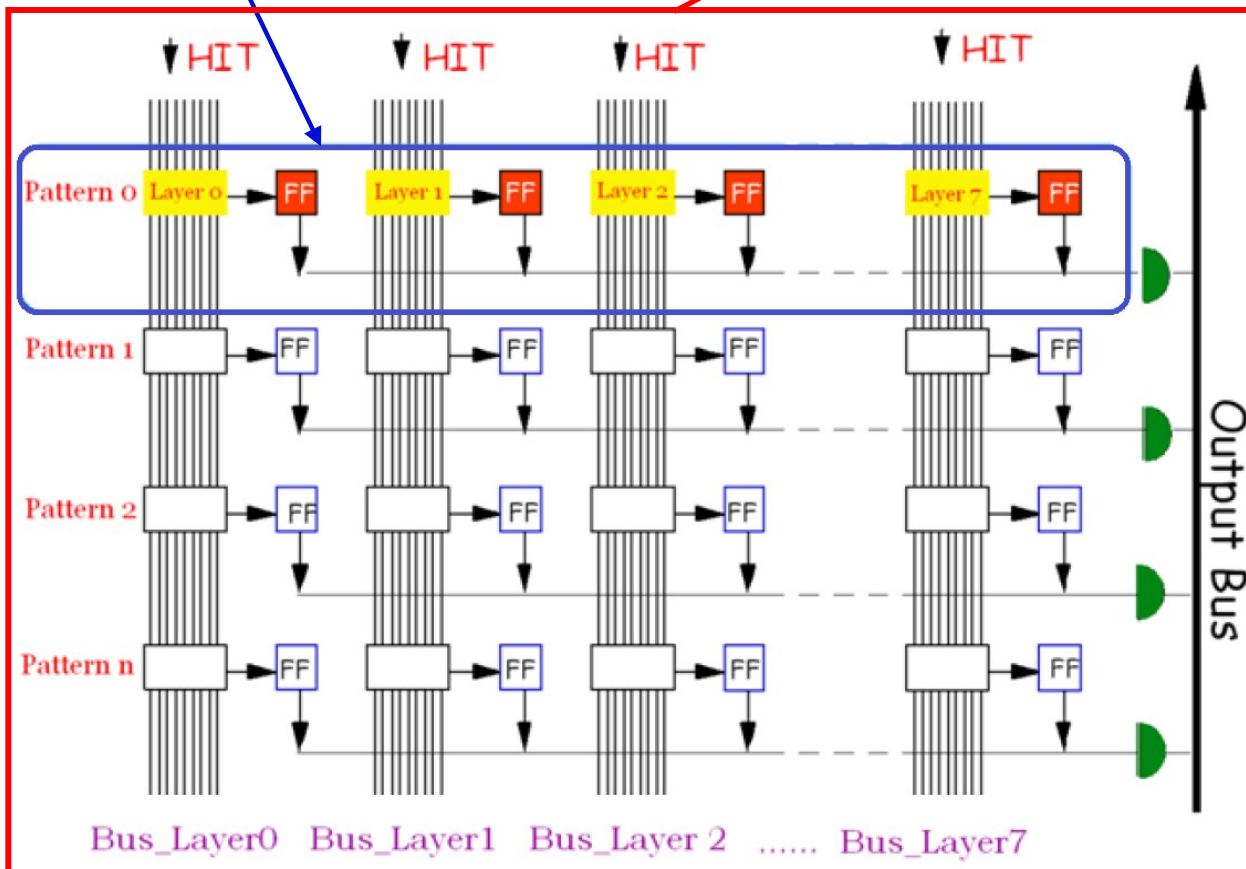 HIT HIT HIT HIT
Pattern 0 Layer 0 FF Layer 1 FF Layer 2 FF Layer 7 FF
Pattern 1 FF FF FF FF
Pattern 2 FF FF FF FF
Pattern n FF FF FF FF
Output Bus
Bus_Layer0 Bus_Layer1 Bus_Layer 2 ...... Bus_Layer7